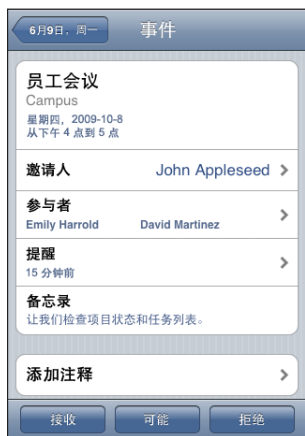 6月9日，周一
事件
员工会议
Campus
星期四，2009-10-8
从下午 4 点到 5 点
邀请人 John Appleseed
参与者
Emily Harrold David Martinez
提醒
15 分钟前
备忘录
让我们检查项目状态和任务列表。
添加注释
接收 可能 拒绝